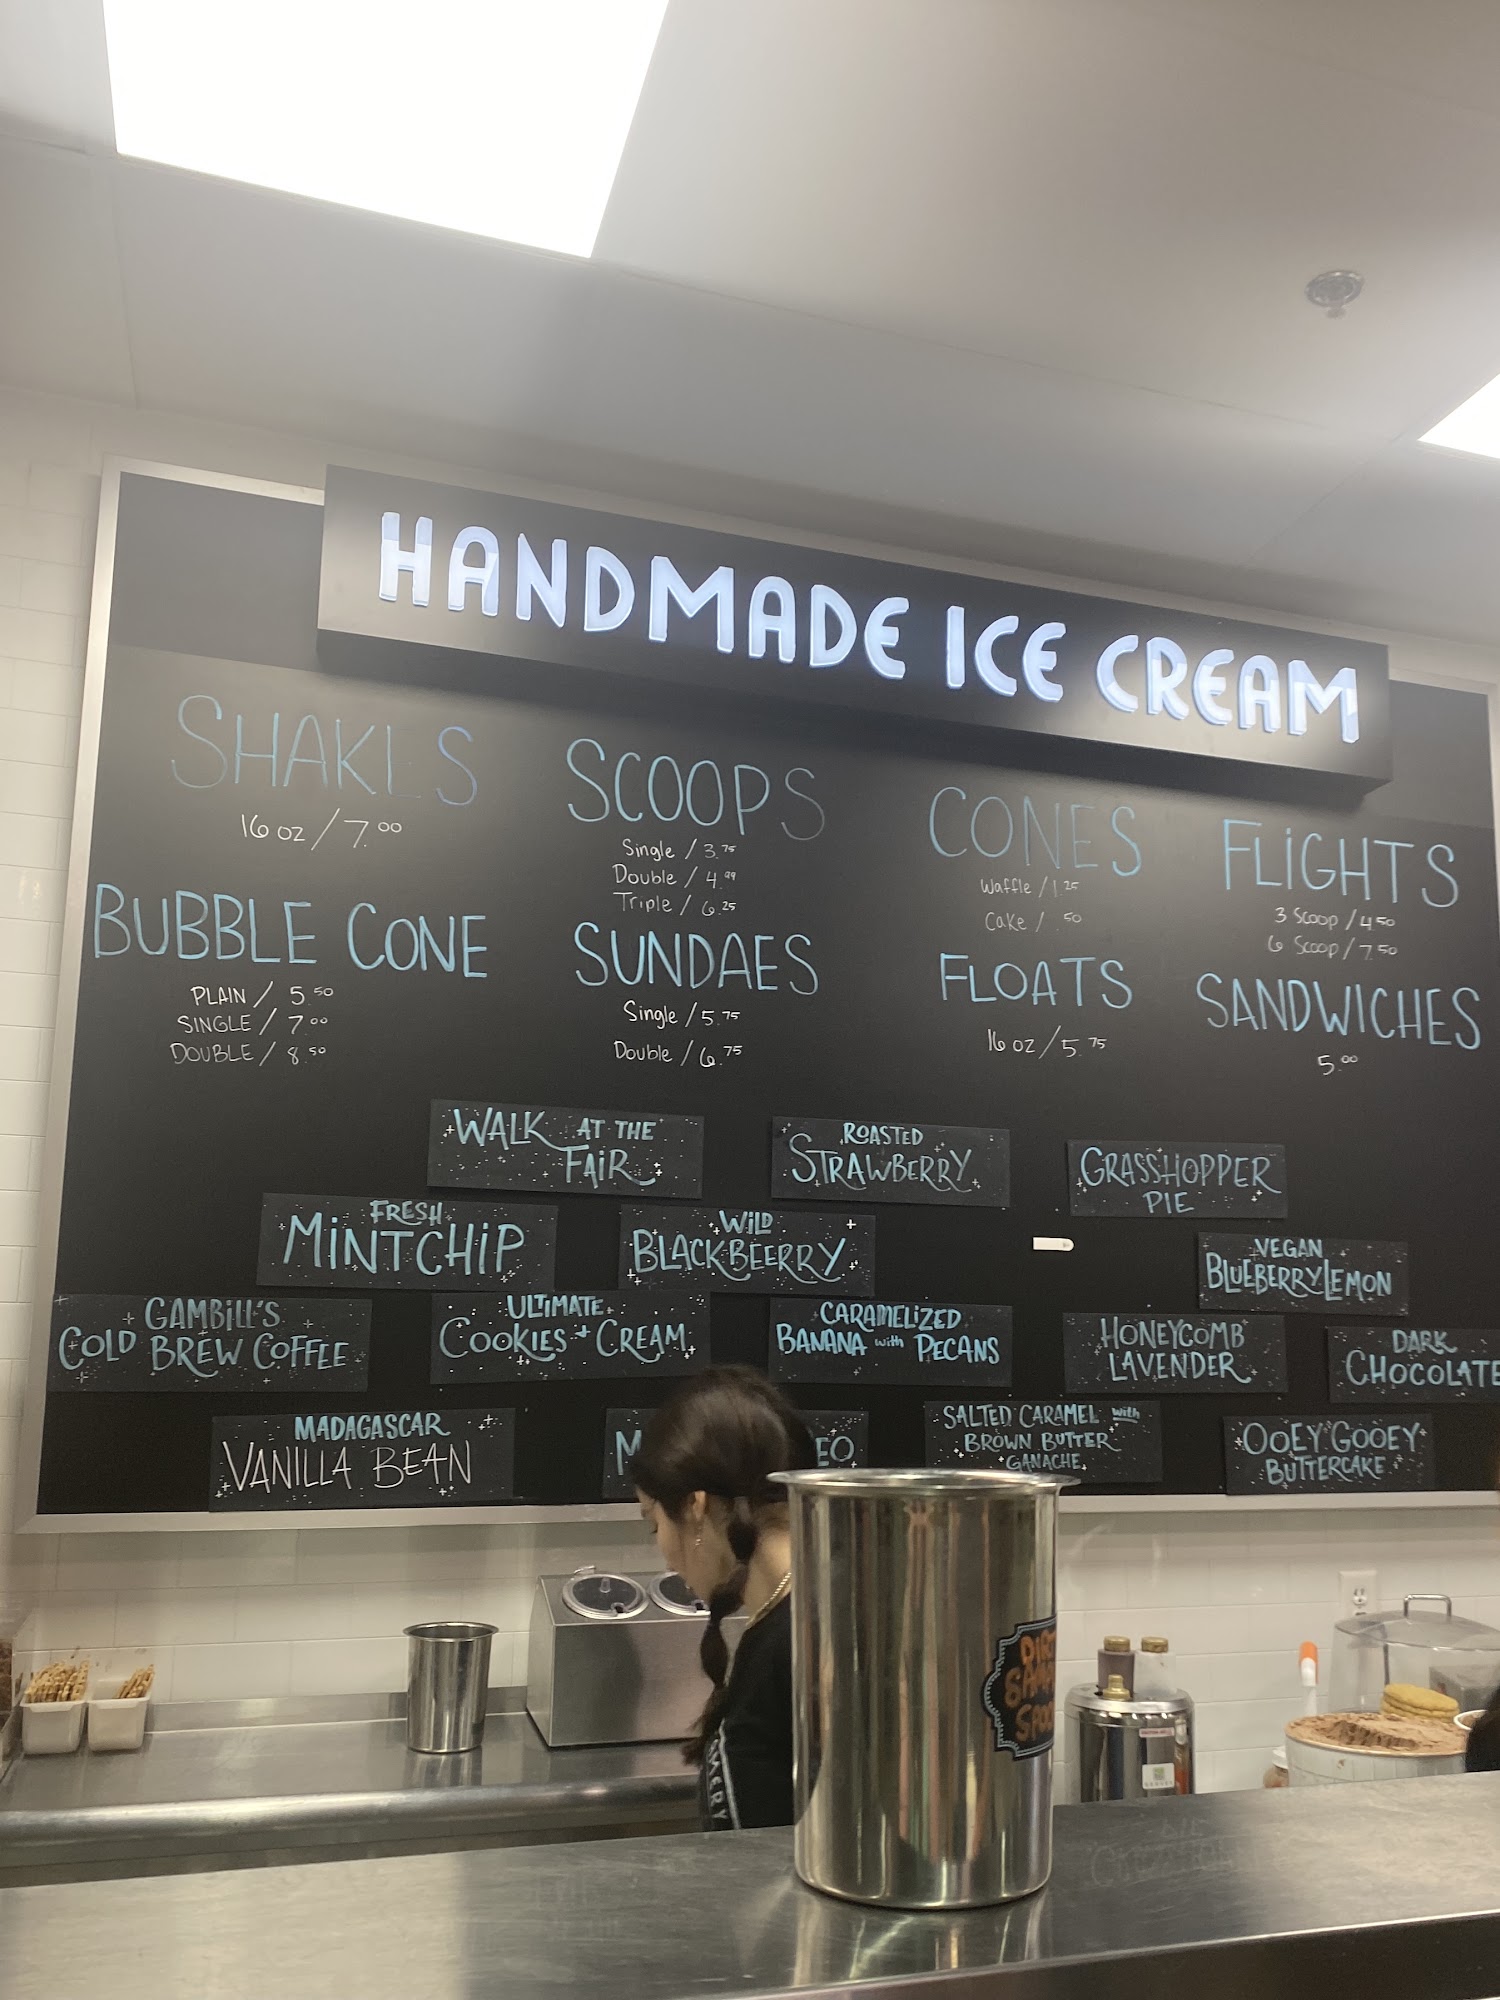 HANDMADE ICE CREAM
SHAKES
16 oz / 7.00
SCOOPS
Single / 3.75
Double / 4.99
Triple / 6.25
CONES
Waffle / 1.25
Cake / .50
FLIGHTS
3 Scoop / 4.50
6 Scoop / 7.50
BUBBLE CONE
PLAIN / 5.50
SINGLE / 7.00
DOUBLE / 8.50
SUNDAES
Single / 5.75
Double / 6.75
FLOATS
16 oz / 5.75
SANDWICHES
5.00
WALK AT THE
FAIR
ROASTED
STRAWBERRY
GRASSHOPPER
PIE
FRESH
MINT CHIP
WILD
BLACKBEERRY
VEGAN
BLUEBERRY LEMON
GAMBILL'S
COLD BREW COFFEE
ULTIMATE
COOKIES + CREAM
CARAMELIZED
BANANA with PECANS
HONEYCOMB
LAVENDER
DARK
CHOCOLATE
MADAGASCAR
VANILLA BEAN
SALTED CARAMEL with
BROWN BUTTER
GANACHE
OOEY GOOEY
BUTTERCAKE